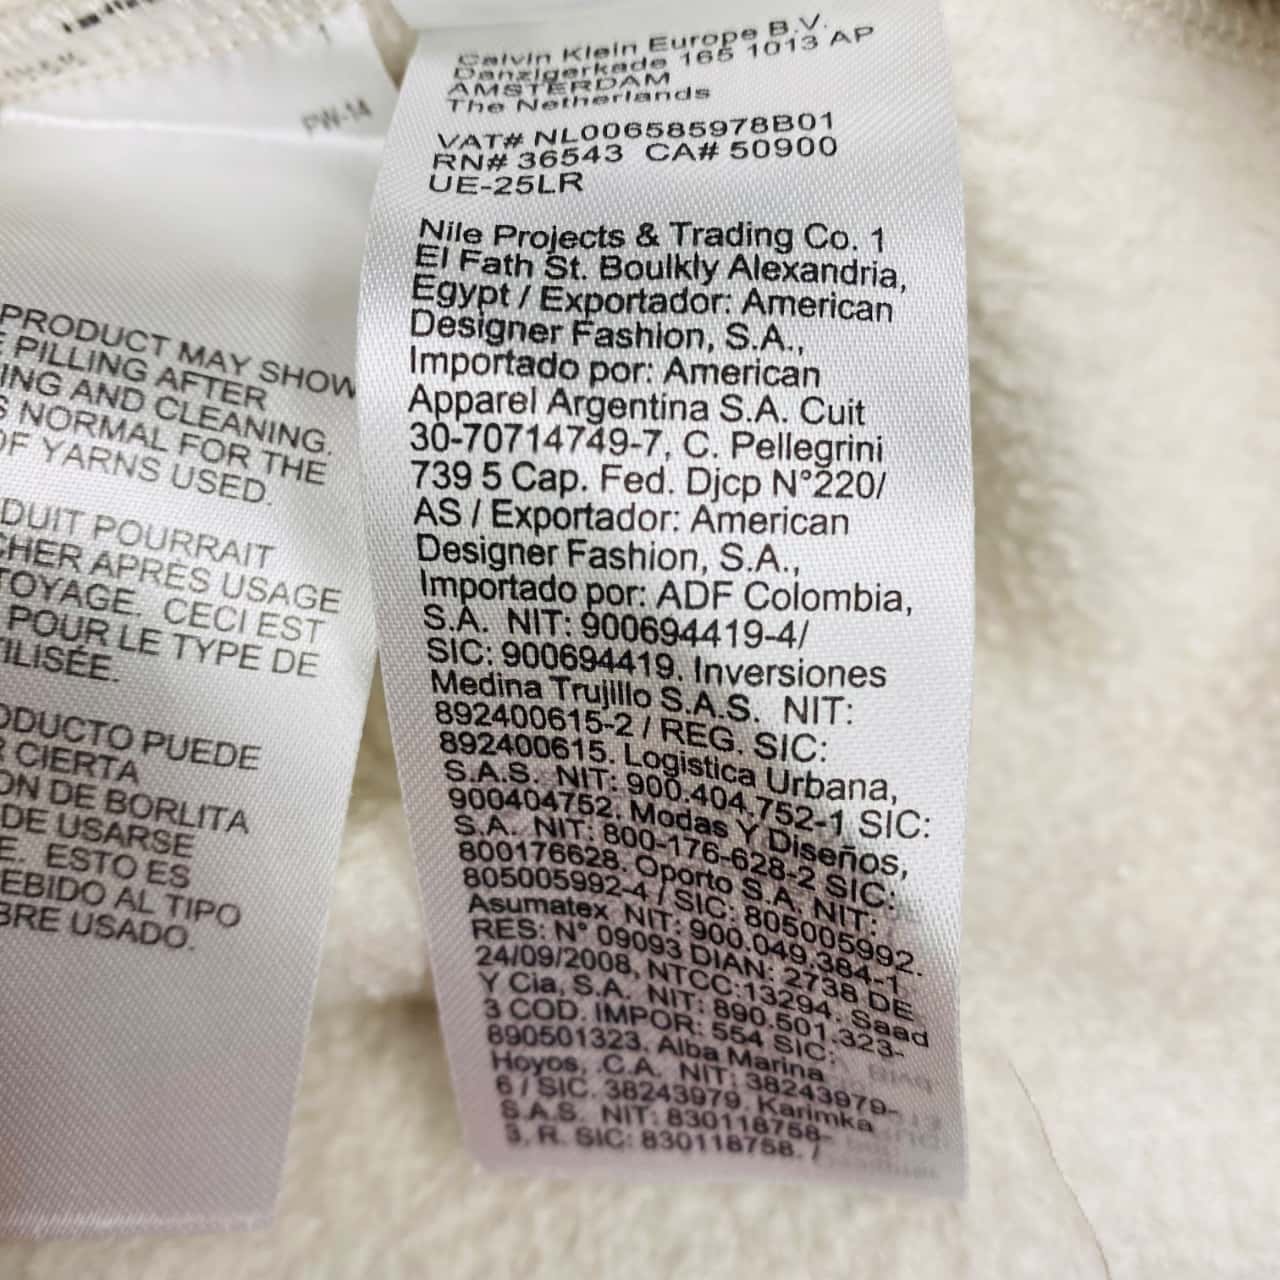 PW-14
PRODUCT MAY SHOW
PILLING AFTER
ING AND CLEANING.
S NORMAL FOR THE
OF YARNS USED.
DUIT POURRAIT
CHER APRÈS USAGE
TOYAGE. CECI EST
POUR LE TYPE DE
ILISÉE.
ODUCTO PUEDE
R CIERTA
ON DE BORLITA
DE USARSE
E. ESTO ES
EBIDO AL TIPO
BRE USADO.
Calvin Klein Europe B.V.
Danzigerkade 165 1013 AP
AMSTERDAM
The Netherlands
VAT# NL006585978B01
RN# 36543 CA# 50900
UE-25LR
Nile Projects & Trading Co. 1
El Fath St. Boulkly Alexandria,
Egypt / Exportador: American
Designer Fashion, S.A.,
Importado por: American
Apparel Argentina S.A. Cuit
30-70714749-7, C. Pellegrini
739 5 Cap. Fed. Djcp N°220/
AS / Exportador: American
Designer Fashion, S.A.,
Importado por: ADF Colombia,
S.A. NIT: 900694419-4/
SIC: 900694419. Inversiones
Medina Trujillo S.A.S. NIT:
892400615-2 / REG. SIC:
892400615. Logistica Urbana,
S.A.S. NIT: 900.404.752-1 SIC:
900404752. Modas Y Diseños,
S.A. NIT: 800-176-628-2 SIC:
800176628. Oporto S.A. NIT:
805005992-4 / SIC: 805005992.
Asumatex NIT: 900.049.384-1
RES: N° 09093 DIAN: 2738 DE
24/09/2008, NTCC:13294. Saad
Y Cia, S.A. NIT: 890.501.323-
3 COD. IMPOR: 554 SIC:
890501323. Alba Marina
Hoyos, .C.A. NIT: 38243979-
6 / SIC. 38243979. Karimka
S.A.S. NIT: 830118758-
3. R. SIC: 830118758. /